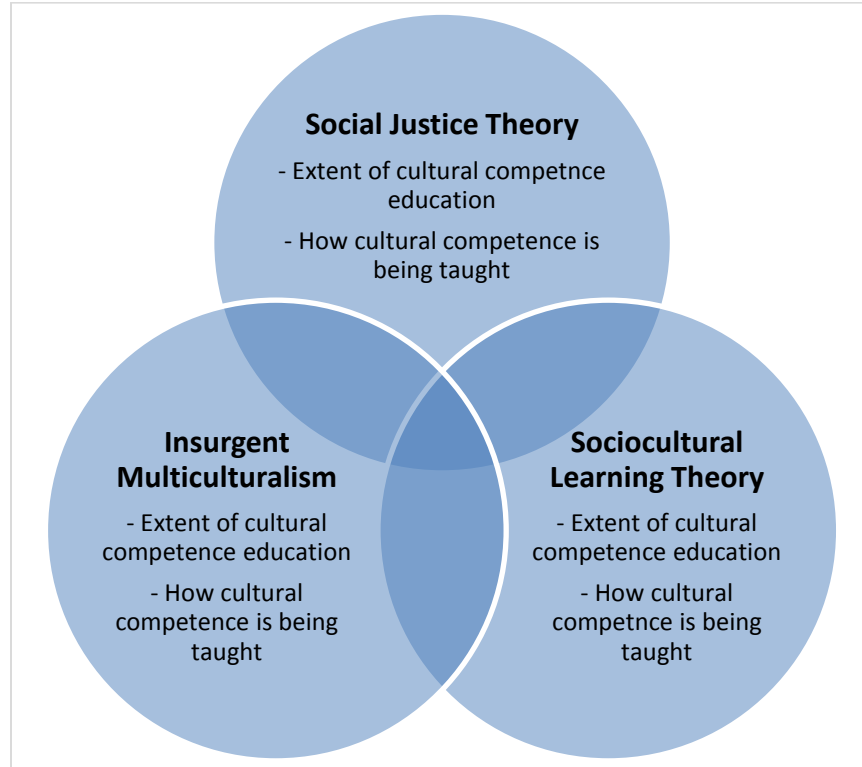 Social Justice Theory
- Extent of cultural competnce
education
- How cultural competence is
being taught
Insurgent
Multiculturalism
- Extent of cultural
competence education
- How cultural
competence is being
taught
Sociocultural
Learning Theory
- Extent of cultural
competence education
- How cultural
competnce is being
taught